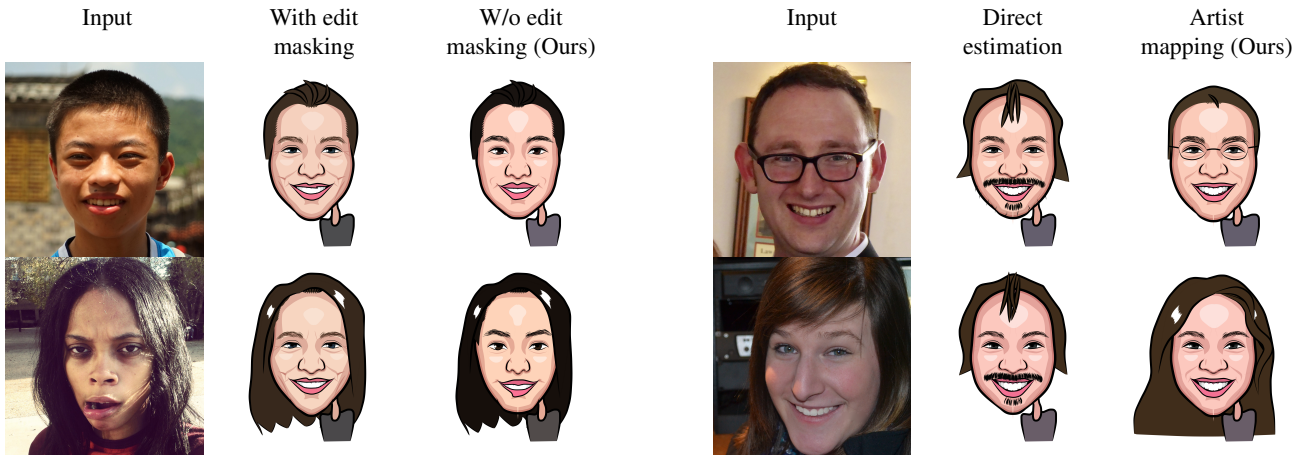 Input
With edit
masking
W/o edit
masking (Ours)
Input
Direct
estimation
Artist
mapping (Ours)